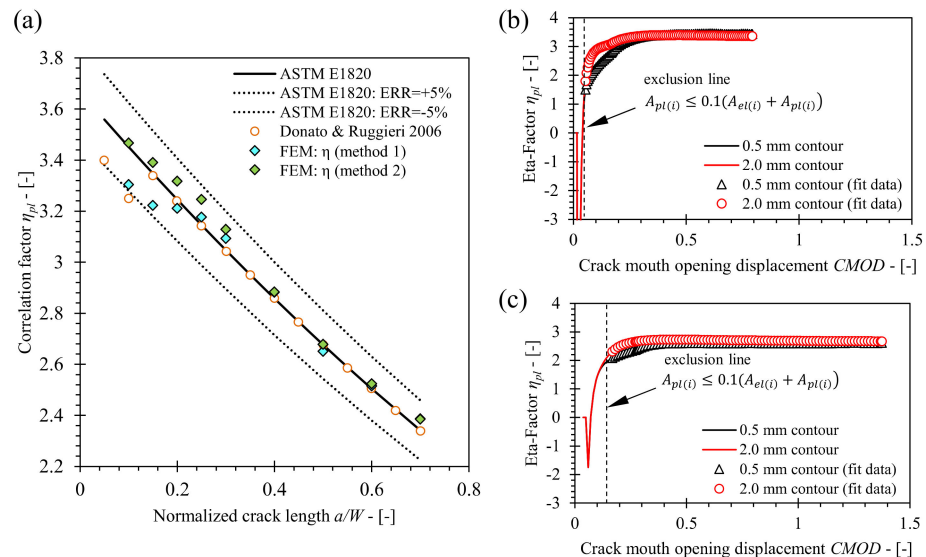 (a)
ASTM E1820
ASTM E1820: ERR=+5%
ASTM E1820: ERR=-5%
Donato & Ruggieri 2006
FEM: η (method 1)
FEM: η (method 2)
3.8
3.6
3.4
3.2
3.0
2.8
2.6
2.4
2.2
0
0.2
0.4
0.6
0.8
Correlation factor ηpl - [-]
Normalized crack length a/W - [-]
(b)
4
3
2
1
0
-1
-2
-3
0
0.5
1
1.5
Eta-Factor ηpl - [-]
exclusion line
Apl(i) ≤ 0.1(Ael(i) + Apl(i))
0.5 mm contour
2.0 mm contour
0.5 mm contour (fit data)
2.0 mm contour (fit data)
Crack mouth opening displacement CMOD - [-]
(c)
4
3
2
1
0
-1
-2
-3
0
0.5
1
1.5
Eta-Factor ηpl - [-]
exclusion line
Apl(i) ≤ 0.1(Ael(i) + Apl(i))
0.5 mm contour
2.0 mm contour
0.5 mm contour (fit data)
2.0 mm contour (fit data)
Crack mouth opening displacement CMOD - [-]